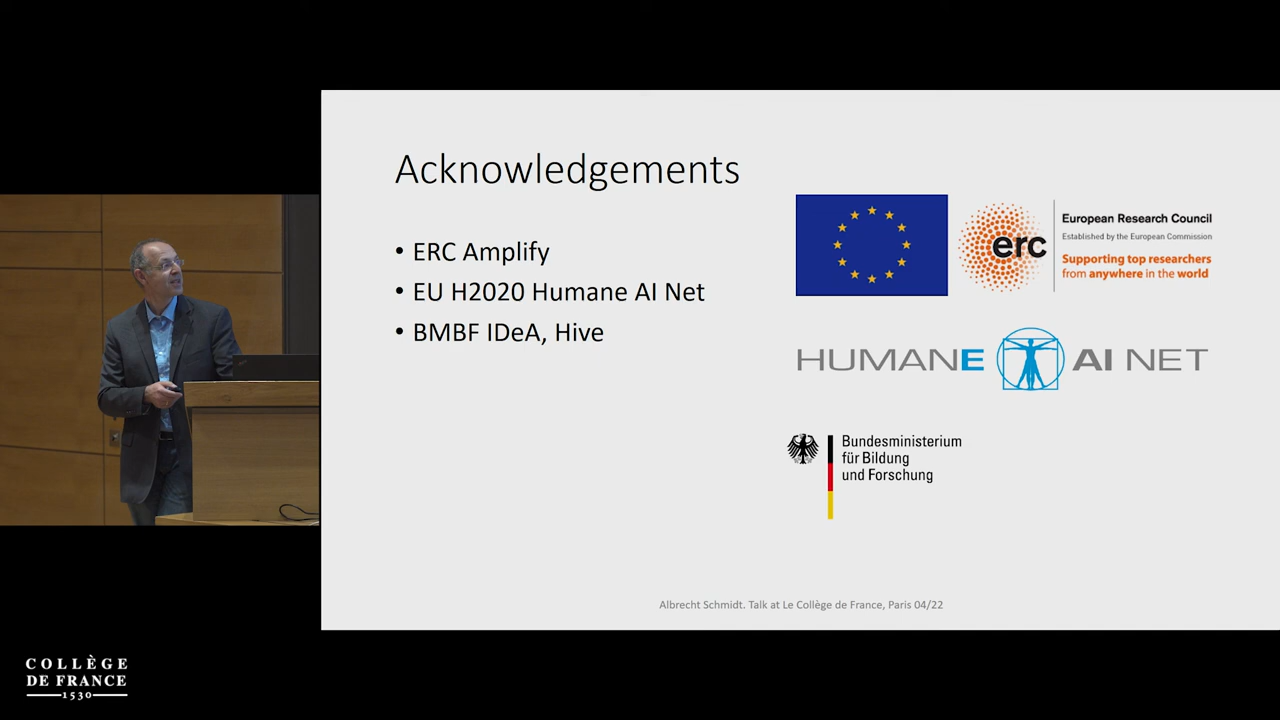 Acknowledgements
• ERC Amplify
• EU H2020 Humane AI Net
• BMBF IDeA, Hive
erc
European Research Council
Established by the European Commission
Supporting top researchers
from anywhere in the world
HUMANE AI NET
Bundesministerium
für Bildung
und Forschung
Albrecht Schmidt. Talk at Le Collège de France, Paris 04/22
COLLÈGE
DE FRANCE
1530